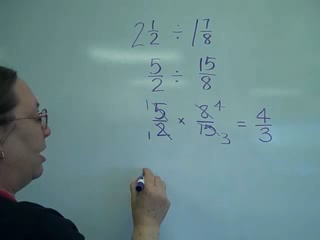 2 1/2 ÷ 1 7/8
5/2 ÷ 15/8
1 5/2 1 × 8 4/15 3 = 4/3